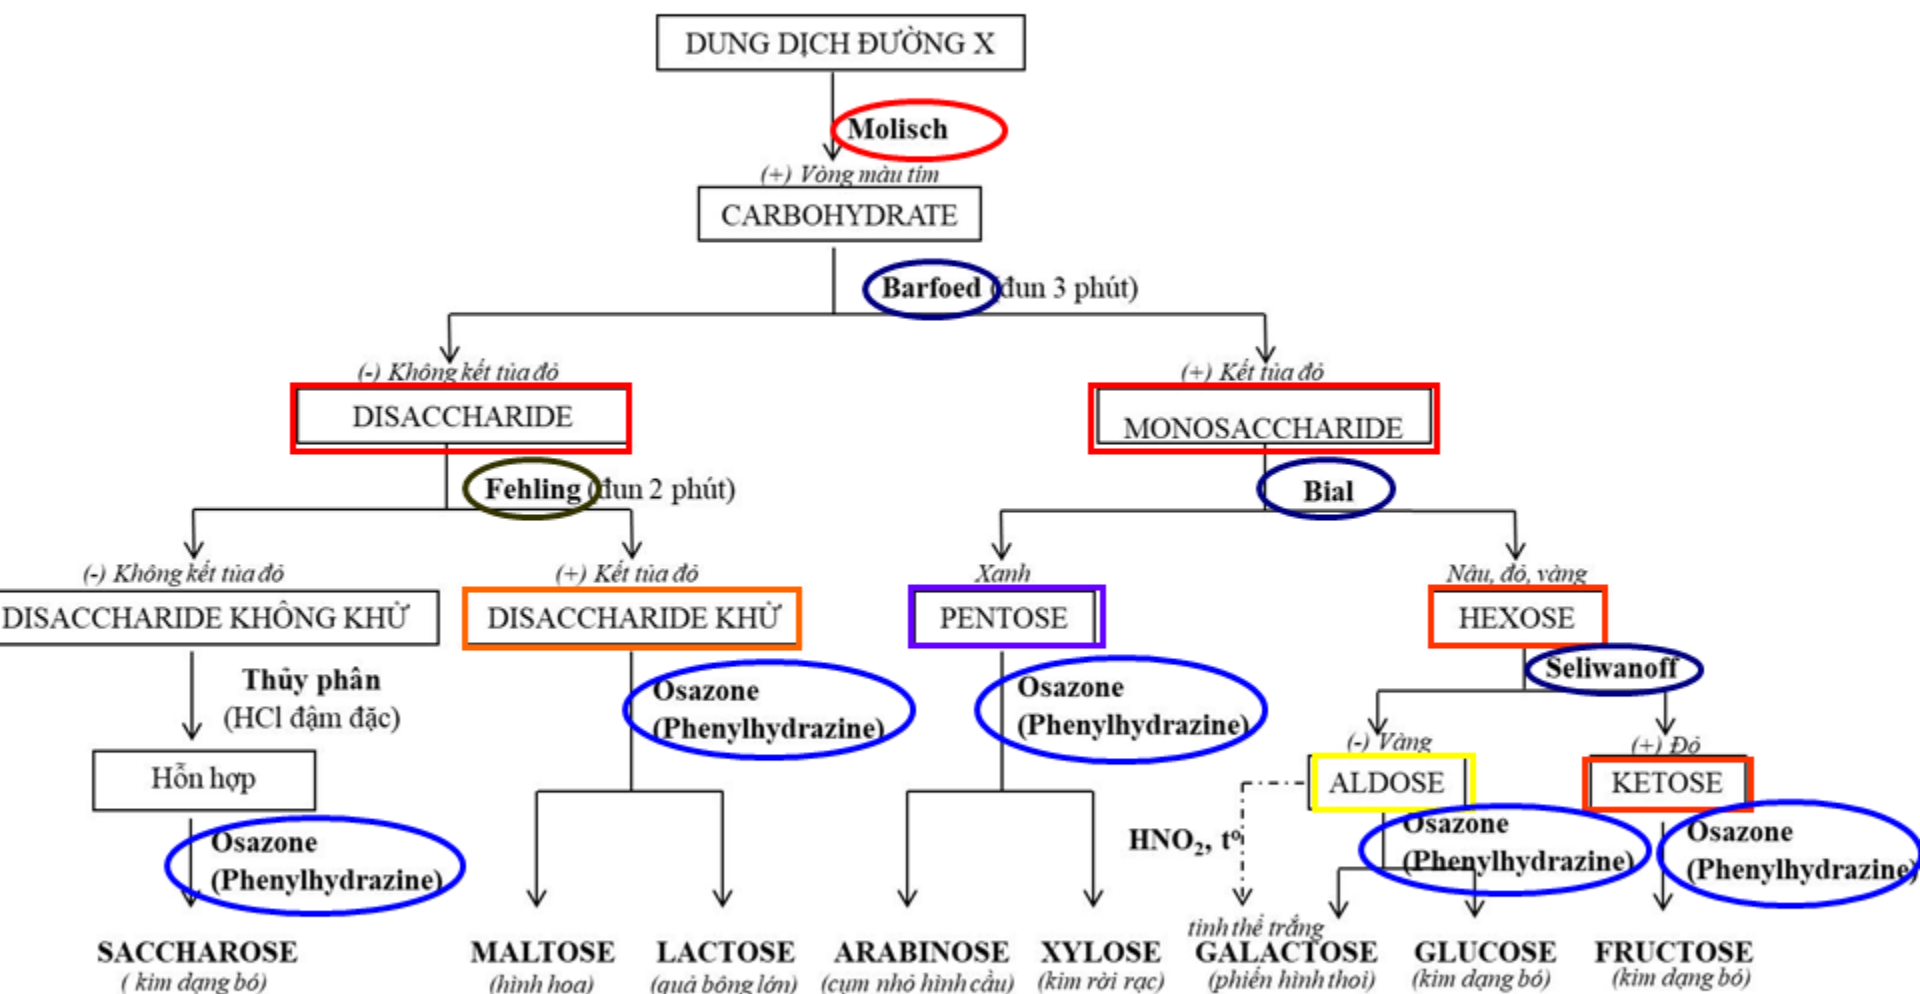 DUNG DỊCH ĐƯỜNG X
Molisch
(+) Vòng màu tím
CARBOHYDRATE
Barfoed (đun 3 phút)
(-) Không kết tủa đỏ
(+) Kết tủa đỏ
DISACCHARIDE
MONOSACCHARIDE
Fehling (đun 2 phút)
Bial
(-) Không kết tủa đỏ
(+) Kết tủa đỏ
Xanh
Nâu, đỏ, vàng
DISACCHARIDE KHÔNG KHỬ
DISACCHARIDE KHỬ
PENTOSE
HEXOSE
Thủy phân
(HCl đậm đặc)
Osazone
(Phenylhydrazine)
Osazone
(Phenylhydrazine)
Seliwanoff
(-) Vàng
(+) Đỏ
Hỗn hợp
ALDOSE
KETOSE
Osazone
(Phenylhydrazine)
HNO₂, tº
Osazone
(Phenylhydrazine)
Osazone
(Phenylhydrazine)
tinh thể trắng
SACCHAROSE
MALTOSE
LACTOSE
ARABINOSE
XYLOSE
GALACTOSE
GLUCOSE
FRUCTOSE
( kim dạng bó)
(hình hoa)
(quả bông lớn)
(cụm nhỏ hình cầu)
(kim rời rạc)
(phiến hình thoi)
(kim dạng bó)
(kim dạng bó)